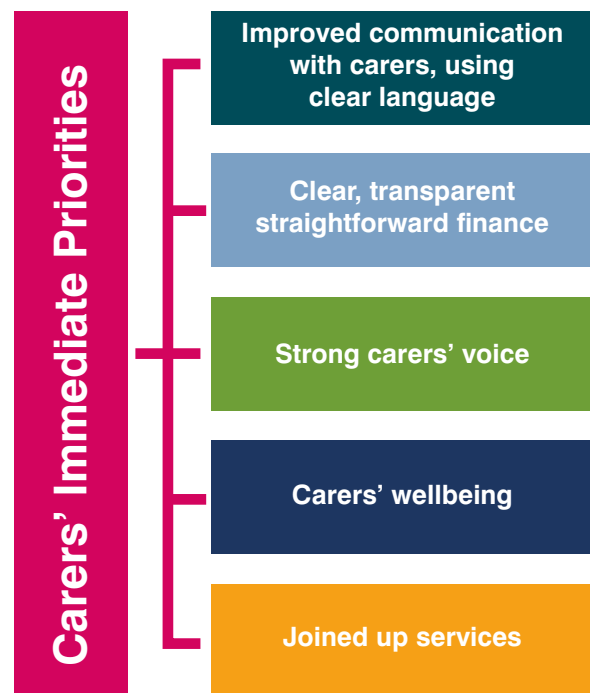 Carers’ Immediate Priorities
Improved communication
with carers, using
clear language
Clear, transparent
straightforward finance
Strong carers’ voice
Carers’ wellbeing
Joined up services